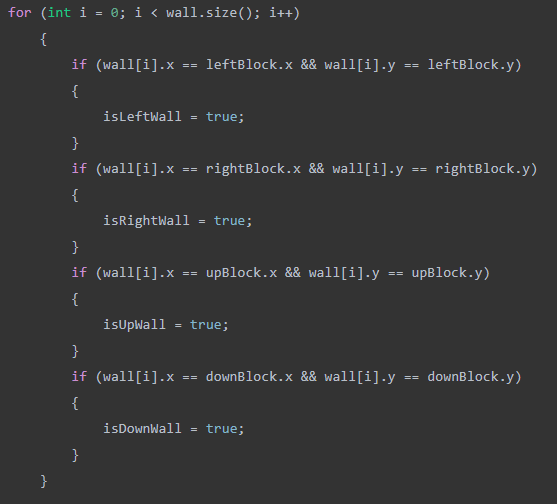 for (int i = 0; i < wall.size(); i++)
    {
        if (wall[i].x == leftBlock.x && wall[i].y == leftBlock.y)
        {
            isLeftWall = true;
        }
        if (wall[i].x == rightBlock.x && wall[i].y == rightBlock.y)
        {
            isRightWall = true;
        }
        if (wall[i].x == upBlock.x && wall[i].y == upBlock.y)
        {
            isUpWall = true;
        }
        if (wall[i].x == downBlock.x && wall[i].y == downBlock.y)
        {
            isDownWall = true;
        }
    }